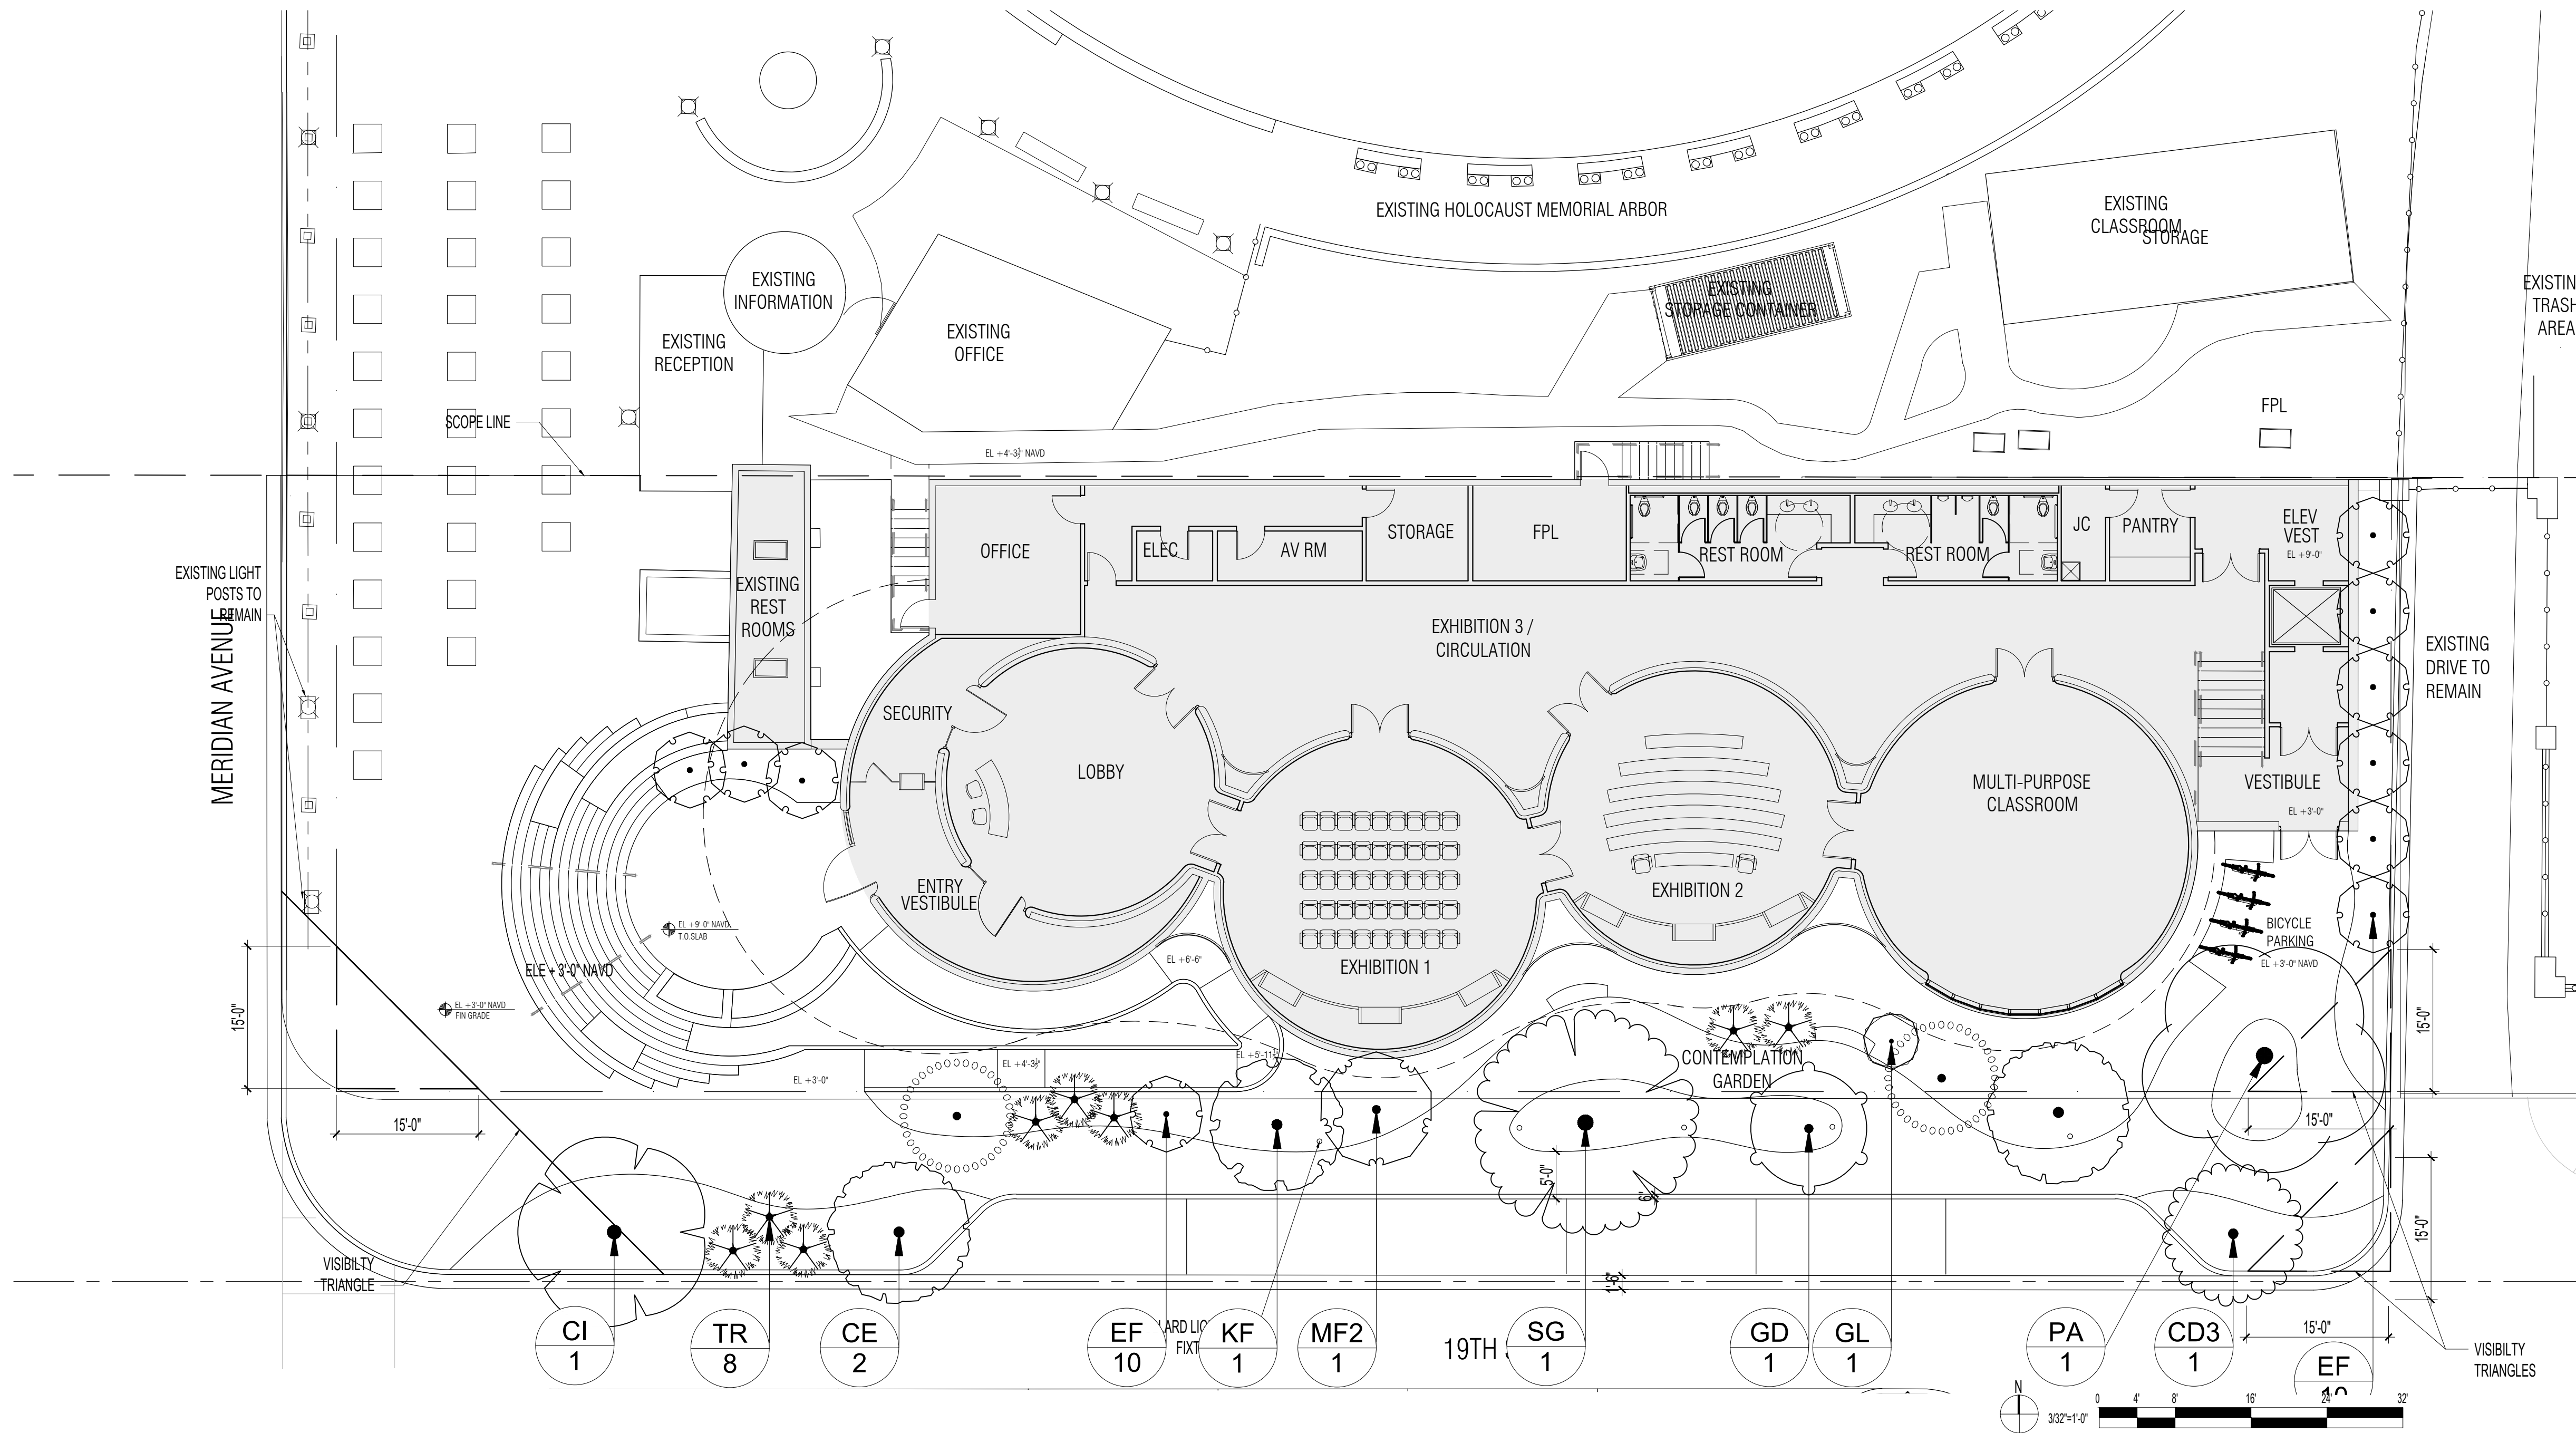 EXISTING HOLOCAUST MEMORIAL ARBOR
EXISTING
CLASSROOM
STORAGE
EXISTING
INFORMATION
EXISTING
STORAGE CONTAINER
TRASH
AREA
EXISTING
OFFICE
EXISTING
RECEPTION
FPL
SCOPE LINE
EL +4'-3½" NAVD
OFFICE
ELEC
AV RM
STORAGE
FPL
REST ROOM
REST ROOM
JC
PANTRY
ELEV
VEST
EL +9'-0"
EXISTING LIGHT
POSTS TO
REMAIN
MERIDIAN AVENUE
EXISTING
REST
ROOMS
EXHIBITION 3 /
CIRCULATION
EXISTING
DRIVE TO
REMAIN
SECURITY
LOBBY
MULTI-PURPOSE
CLASSROOM
VESTIBULE
EL +3'-0"
ENTRY
VESTIBULE
EXHIBITION 2
EXHIBITION 1
BICYCLE
PARKING
EL +3'-0" NAVD
EL +9'-0" NAVD
T.O.SLAB
ELE + 3'-0" NAVD
EL +6'-6"
EL +3'-0" NAVD
FIN GRADE
15'-0"
15'-0"
15'-0"
EL +3'-0"
EL +4'-3½"
EL +5'-11
CONTEMPLATION
GARDEN
15'-0"
5'-0"
6"
15'-0"
VISIBILTY
TRIANGLE
1'-6"
15'-0"
CI
1
TR
8
CE
2
EF
10
KF
1
MF2
1
19TH
SG
1
GD
1
GL
1
PA
1
CD3
1
EF
10
VISIBILTY
TRIANGLES
N
3/32"=1'-0"
0 4' 8' 16' 24' 32'